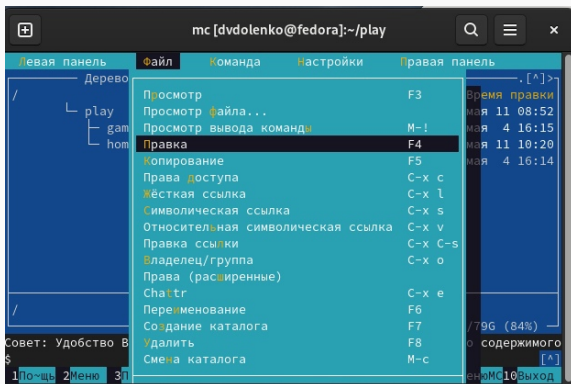 mc [dvdolenko@fedora]:~/play
Левая панель Файл Команда Настройки Правая панель
Дерево .[^]>
/ Время правки
play мая 11 08:52
gam мая 4 16:15
hom мая 11 10:20
мая 4 16:14
Просмотр F3
Просмотр файла...
Просмотр вывода команды M-!
Правка F4
Копирование F5
Права доступа C-x c
Жёсткая ссылка C-x l
Символическая ссылка C-x s
Относительная символическая ссылка C-x v
Правка ссылки C-x C-s
Владелец/группа C-x o
Права (расширенные)
Chattr C-x e
Переименование F6
Создание каталога F7
Удалить F8
Смена каталога M-c
/ /79G (84%)
Совет: Удобство В о содержимого
$ [^]
1По~щь 2Меню 3П енюMC 10Выход